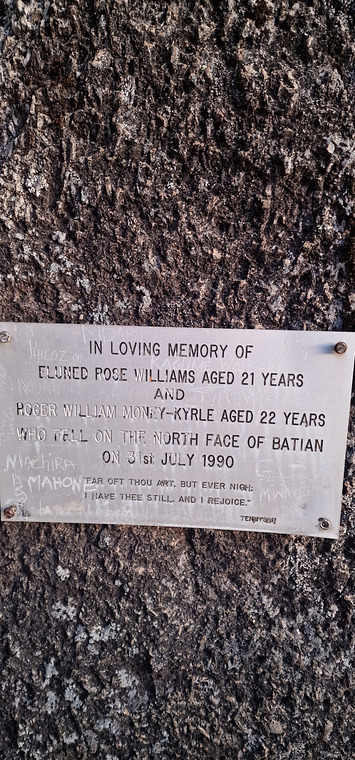 IN LOVING MEMORY OF
ELUNED ROSE WILLIAMS AGED 21 YEARS
AND
ROGER WILLIAM MONEY-KYRLE AGED 22 YEARS
WHO FELL ON THE NORTH FACE OF BATIAN
ON 31st JULY 1990
"EAR OFT THOU ART, BUT EVER NIGH;
I HAVE THEE STILL, AND I REJOICE."
TENNYSON
MAHON